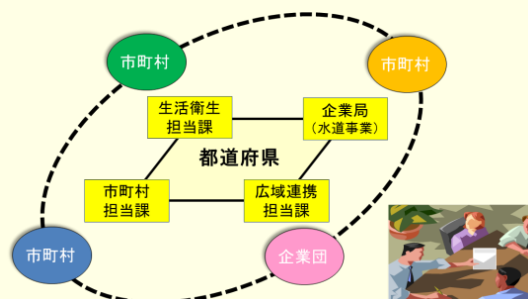 市町村
市町村
生活衛生
担当課
企業局
(水道事業)
都道府県
市町村
担当課
広域連携
担当課
市町村
企業団